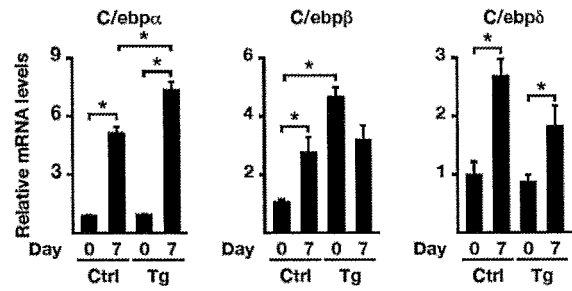 C/ebpα
C/ebpβ
C/ebpδ
Relative mRNA levels
9
6
3
6
4
2
3
2
1
*
*
*
*
*
*
*
Day 0 7 0 7
Day 0 7 0 7
Day 0 7 0 7
Ctrl Tg
Ctrl Tg
Ctrl Tg